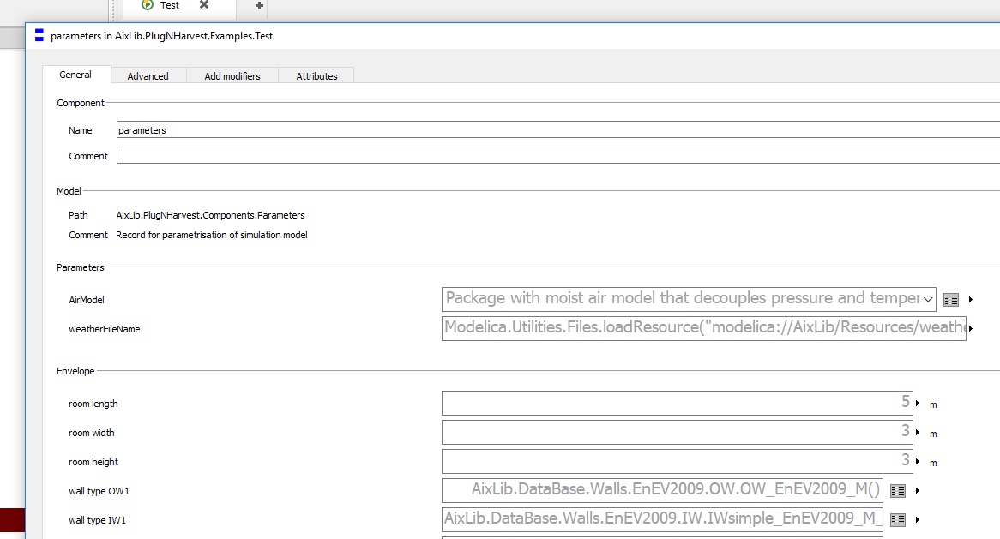 Test
parameters in AixLib.PlugNHarvest.Examples.Test
General Advanced Add modifiers Attributes
Component
Name parameters
Comment
Model
Path AixLib.PlugNHarvest.Components.Parameters
Comment Record for parametrisation of simulation model
Parameters
AirModel Package with moist air model that decouples pressure and temper
weatherFileName Modelica.Utilities.Files.loadResource("modelica://AixLib/Resources/weathe
Envelope
room length 5 m
room width 3 m
room height 3 m
wall type OW1 AixLib.DataBase.Walls.EnEV2009.OW.OW_EnEV2009_M()
wall type IW1 AixLib.DataBase.Walls.EnEV2009.IW.IWsimple_EnEV2009_M_